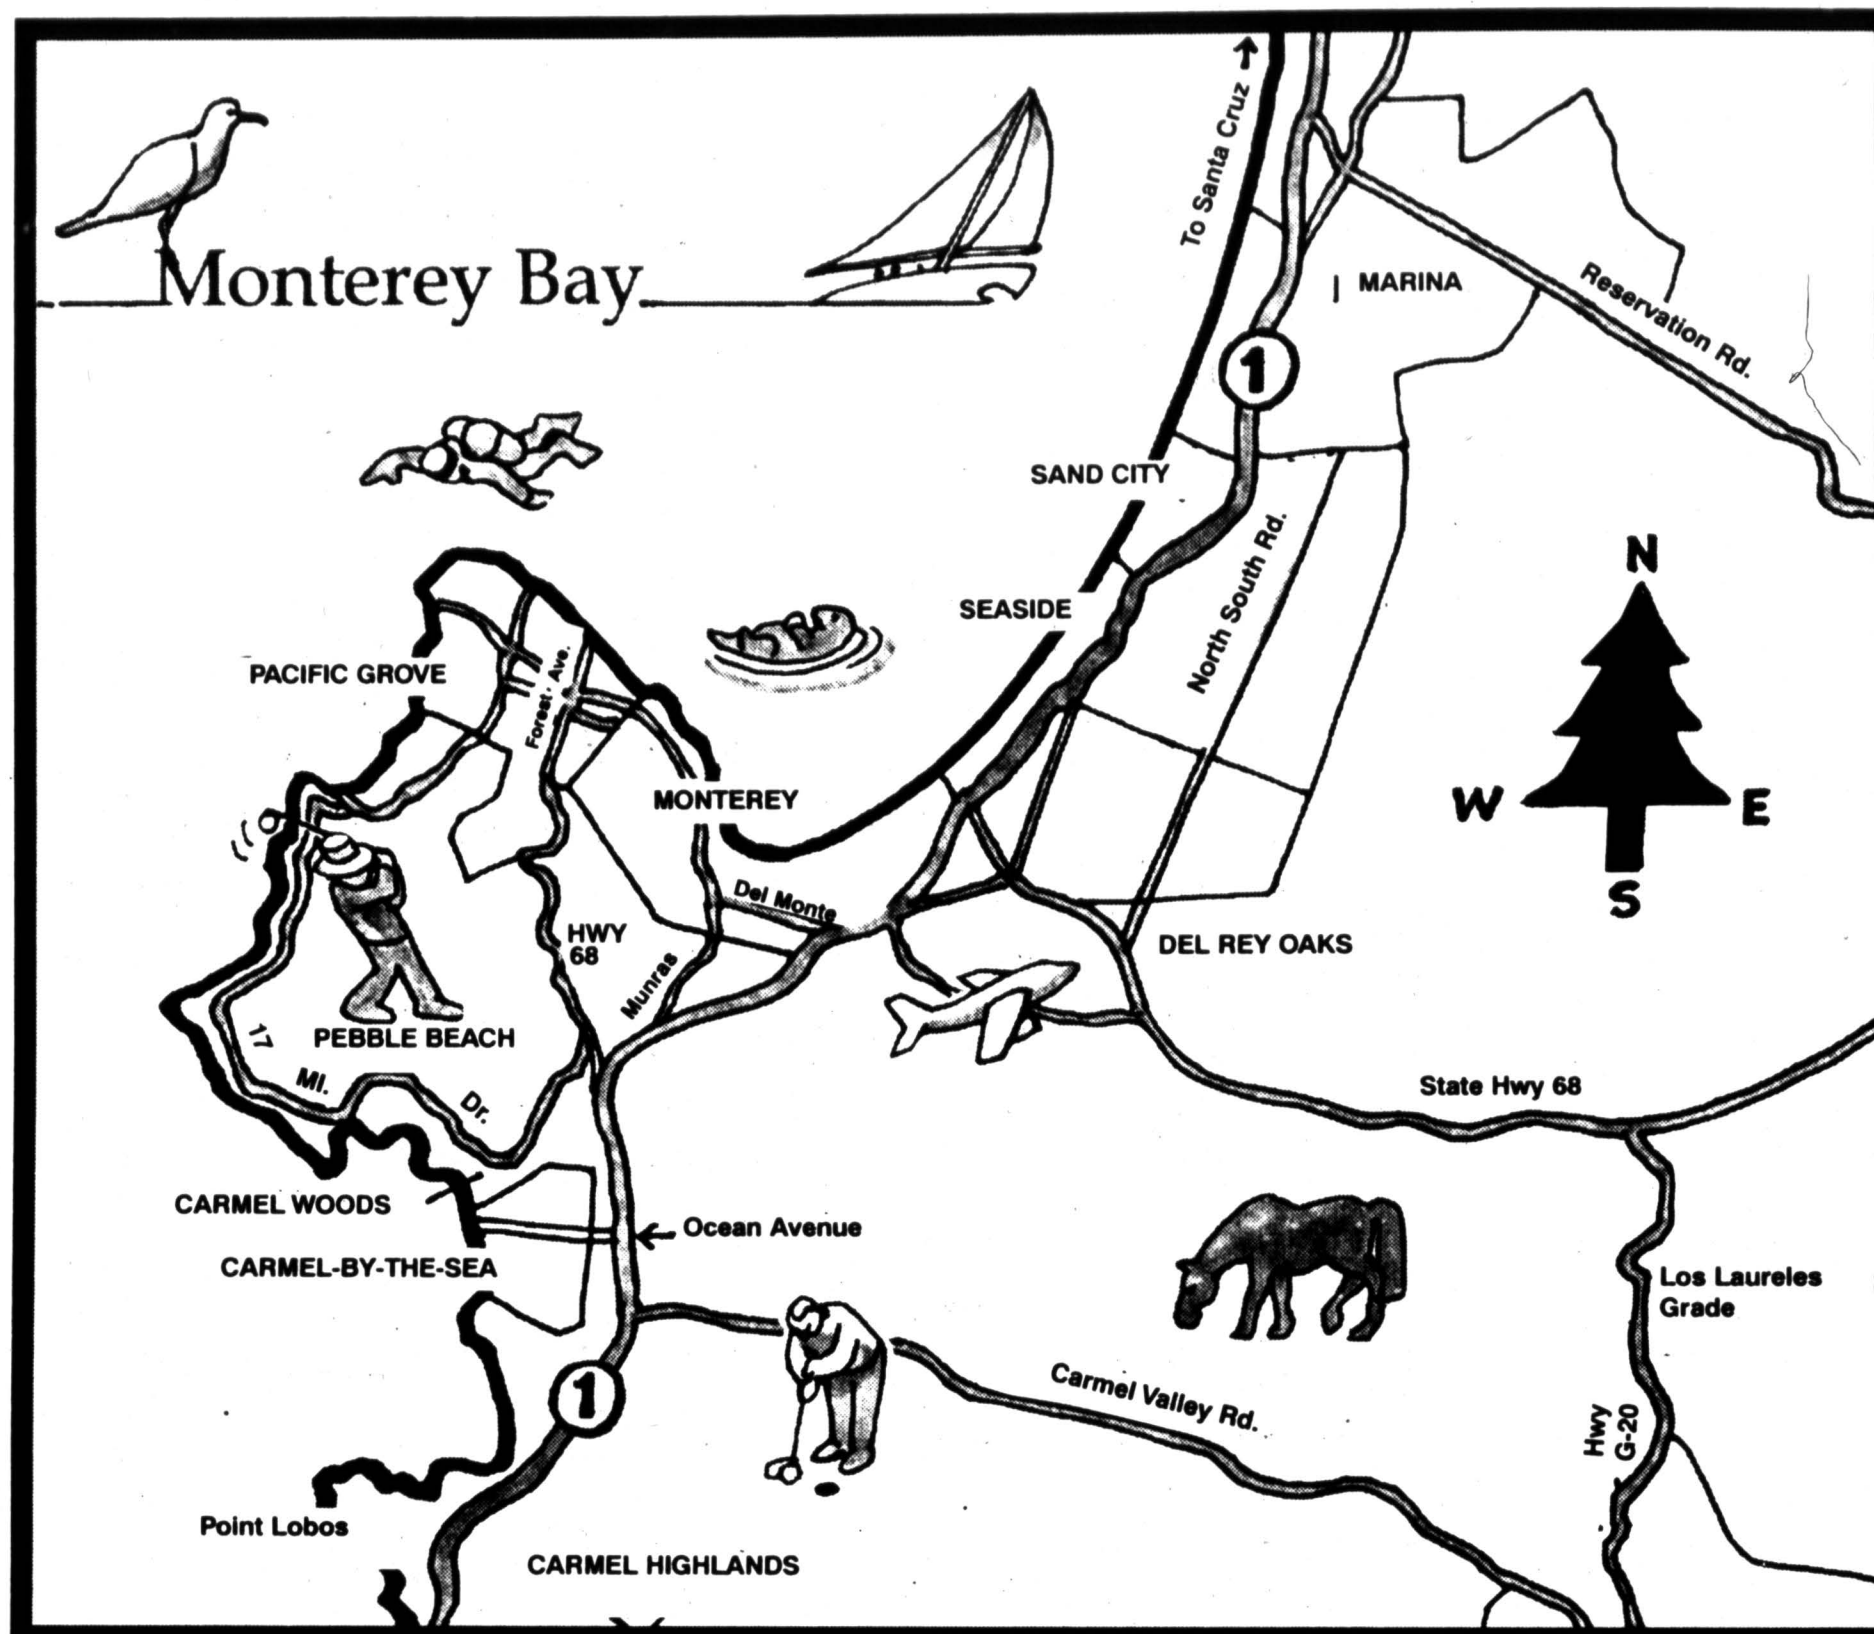 To Santa Cruz
Monterey Bay
MARINA
Reservation Rd.
1
SAND CITY
North South Rd.
N
SEASIDE
PACIFIC GROVE
Forest Ave.
MONTEREY
W
E
S
Del Monte
HWY
68
Munras
DEL REY OAKS
17
MI.
Dr.
PEBBLE BEACH
State Hwy 68
CARMEL WOODS
Ocean Avenue
CARMEL-BY-THE-SEA
Los Laureles
Grade
1
Carmel Valley Rd.
Hwy
G-20
Point Lobos
CARMEL HIGHLANDS